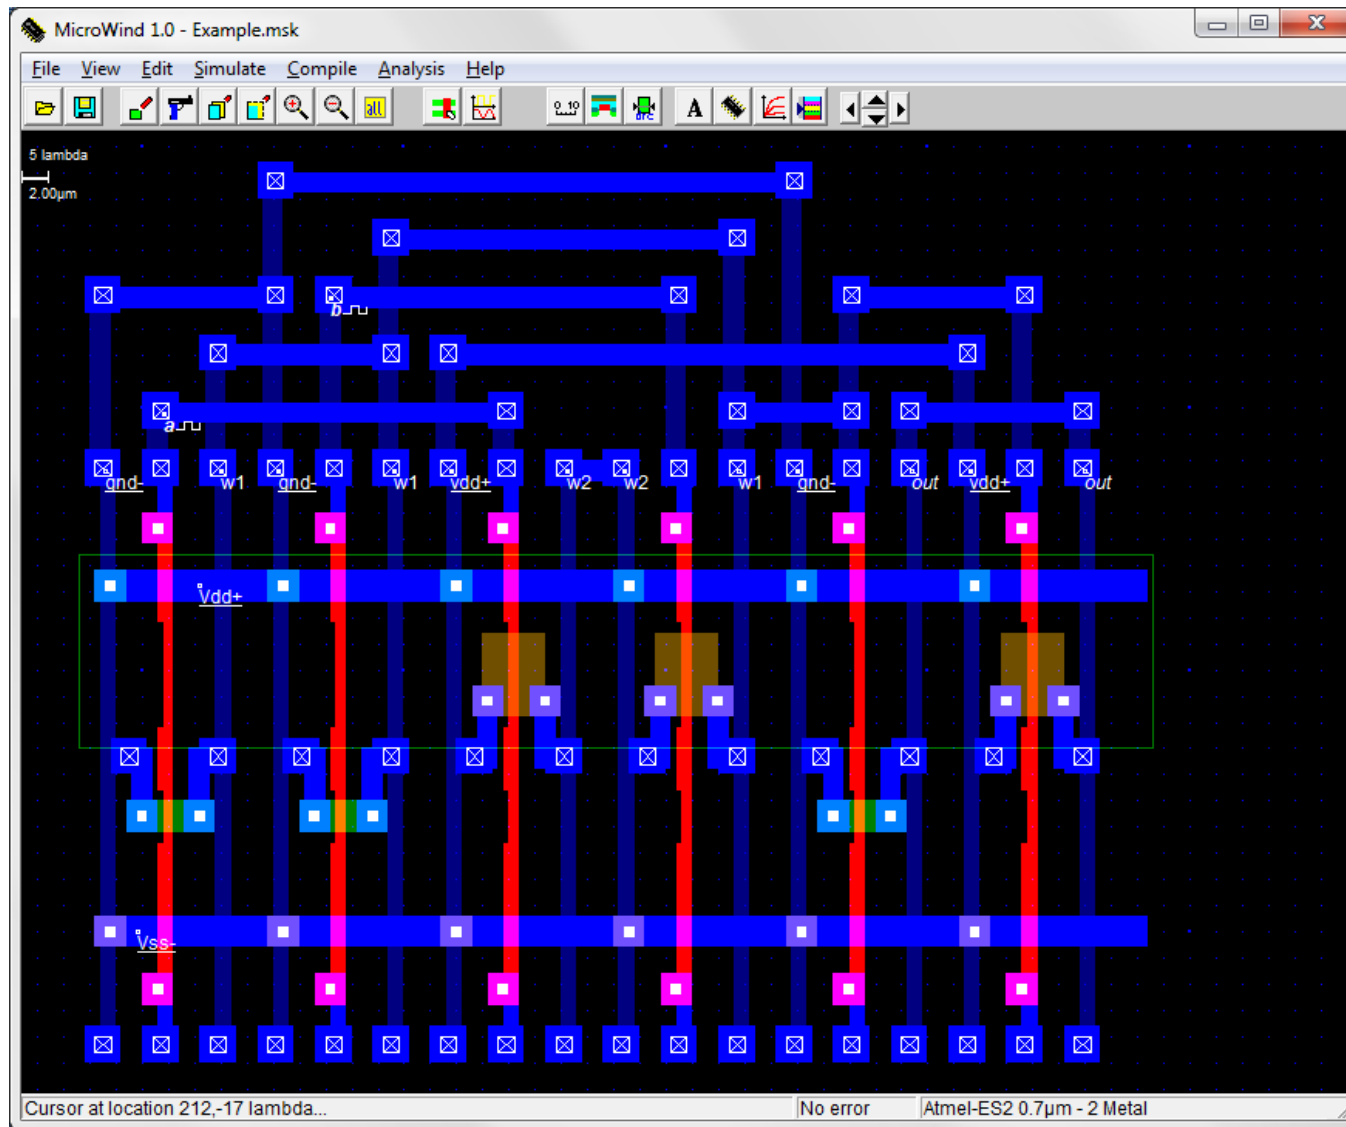 MicroWind 1.0 - Example.msk
File View Edit Simulate Compile Analysis Help
all 0 10 drc A
5 lambda
2.00µm
b
a
gnd- w1 gnd- w1 vdd+ w2 w2 w1 gnd- out vdd+ out
Vdd+
Vss-
Cursor at location 212,-17 lambda... No error Atmel-ES2 0.7µm - 2 Metal